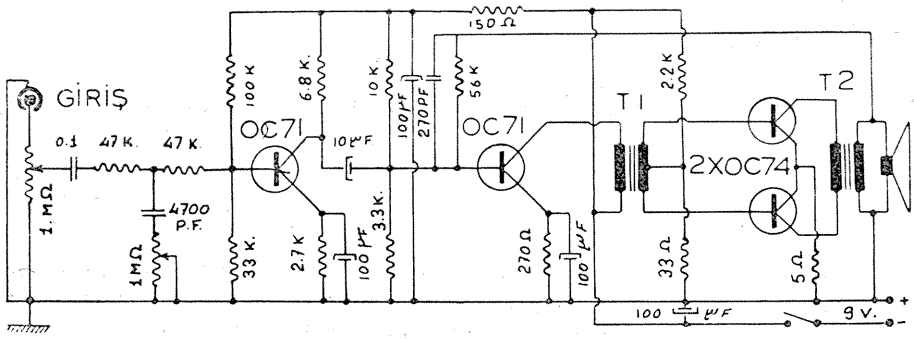 150 Ω
GİRİŞ
100 K
6.8 K.
10 K
100 µF
270 PF
56 K
2.2 K
T1
T2
0.1
47 K.
47 K.
OC71
10 µF
OC71
2XOC74
1.MΩ
4700
P.F.
1MΩ
33 K.
2.7 K
100 µF
3.3 K.
270Ω
100 µF
33 Ω
5 Ω
100 µF
9 v.
+
-